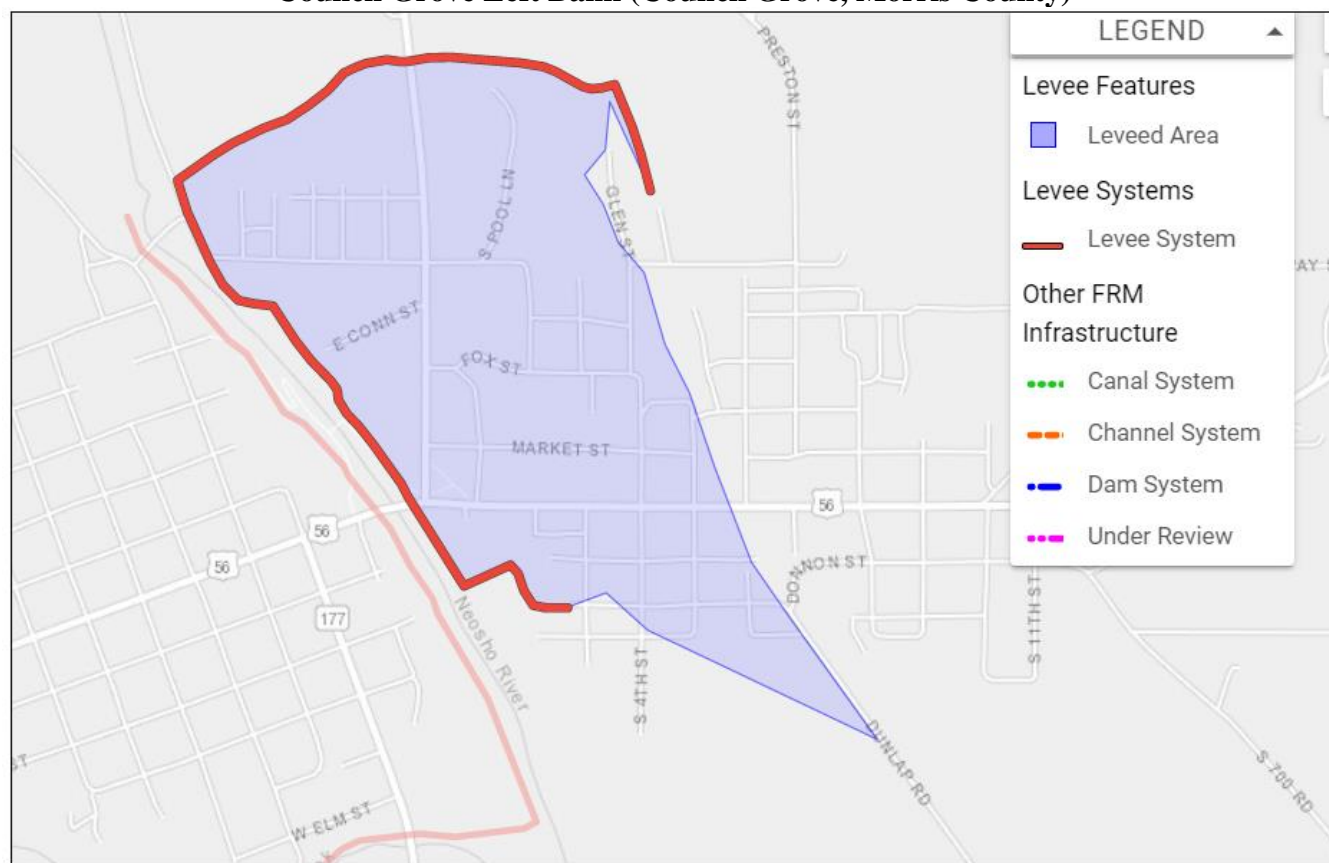 Council Grove Left Bank (Council Grove, Morris County)
LEGEND
Levee Features
Leveed Area
Levee Systems
Levee System
Other FRM
Infrastructure
Canal System
Channel System
Dam System
Under Review
PRESTON ST
S POOL LN
GLEN ST
E CONN ST
FOX ST
MARKET ST
56
56
56
177
DONNON ST
Neosho River
S 4TH ST
S 11TH ST
DUNLAP RD
S 700 RD
W ELM ST
ST